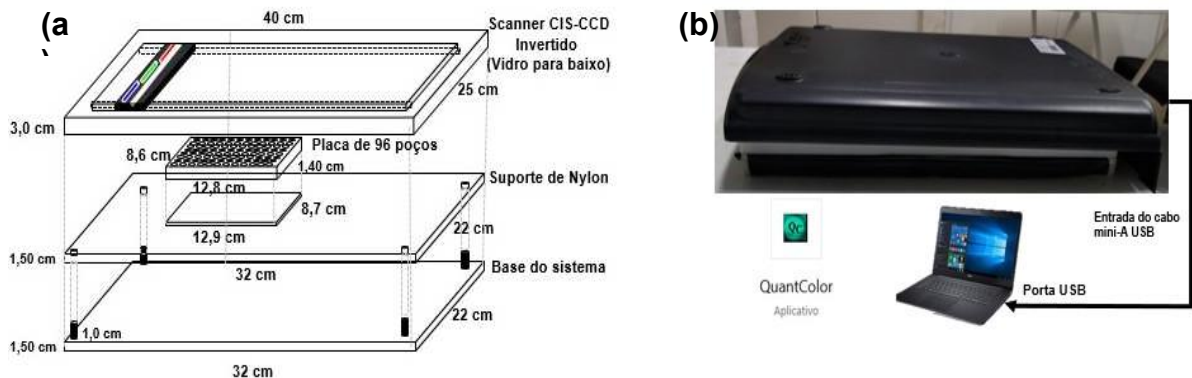 (a
)
40 cm
Scanner CIS-CCD
Invertido
(Vidro para baixo)
25 cm
3,0 cm
Placa de 96 poços
8,6 cm
1,40 cm
12,8 cm
Suporte de Nylon
8,7 cm
12,9 cm
22 cm
1,50 cm
32 cm
Base do sistema
22 cm
1,0 cm
1,50 cm
32 cm
(b)
Entrada do cabo
mini-A USB
QC
QuantColor
Aplicativo
Porta USB